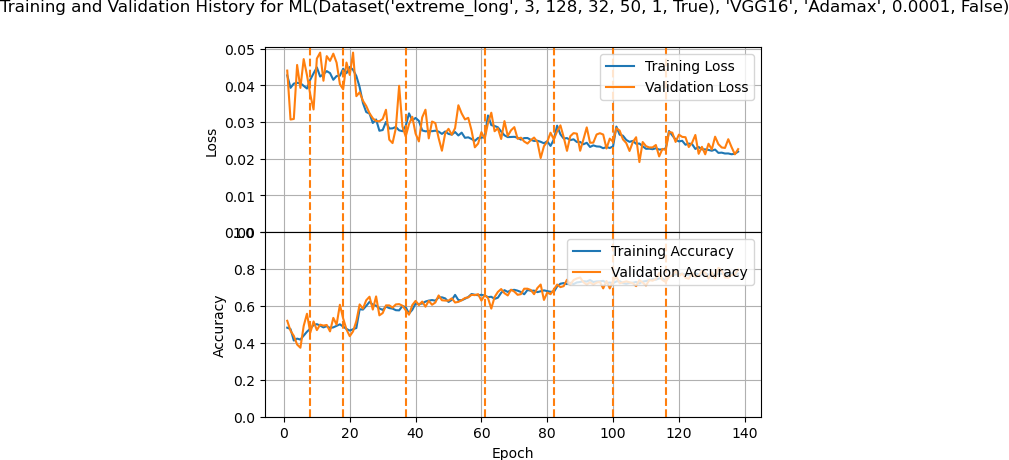 Training and Validation History for ML(Dataset('extreme_long', 3, 128, 32, 50, 1, True), 'VGG16', 'Adamax', 0.0001, False)
0.05
0.04
0.03
0.02
0.01
0.00
Loss
Training Loss
Validation Loss
1.0
0.8
0.6
0.4
0.2
0.0
Accuracy
Training Accuracy
Validation Accuracy
0 20 40 60 80 100 120 140
Epoch